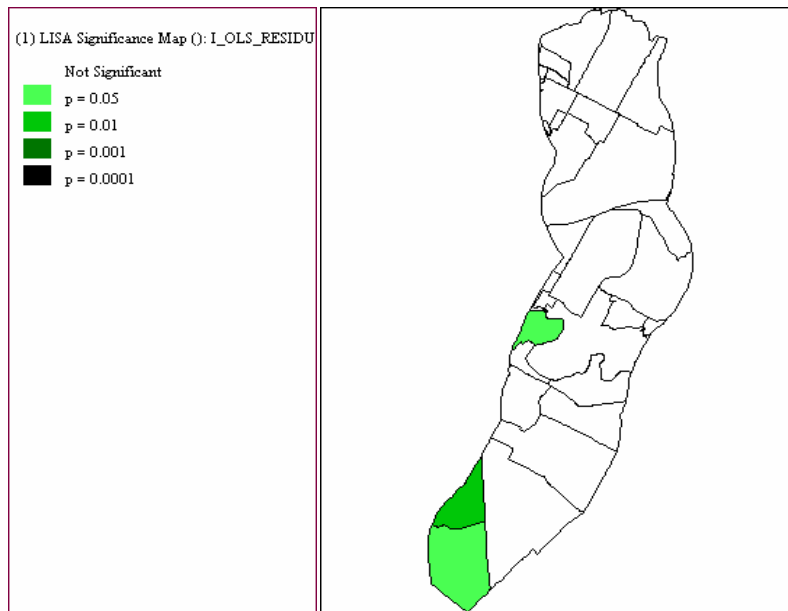 (1) LISA Significance Map (): I_OLS_RESIDU
Not Significant
p = 0.05
p = 0.01
p = 0.001
p = 0.0001